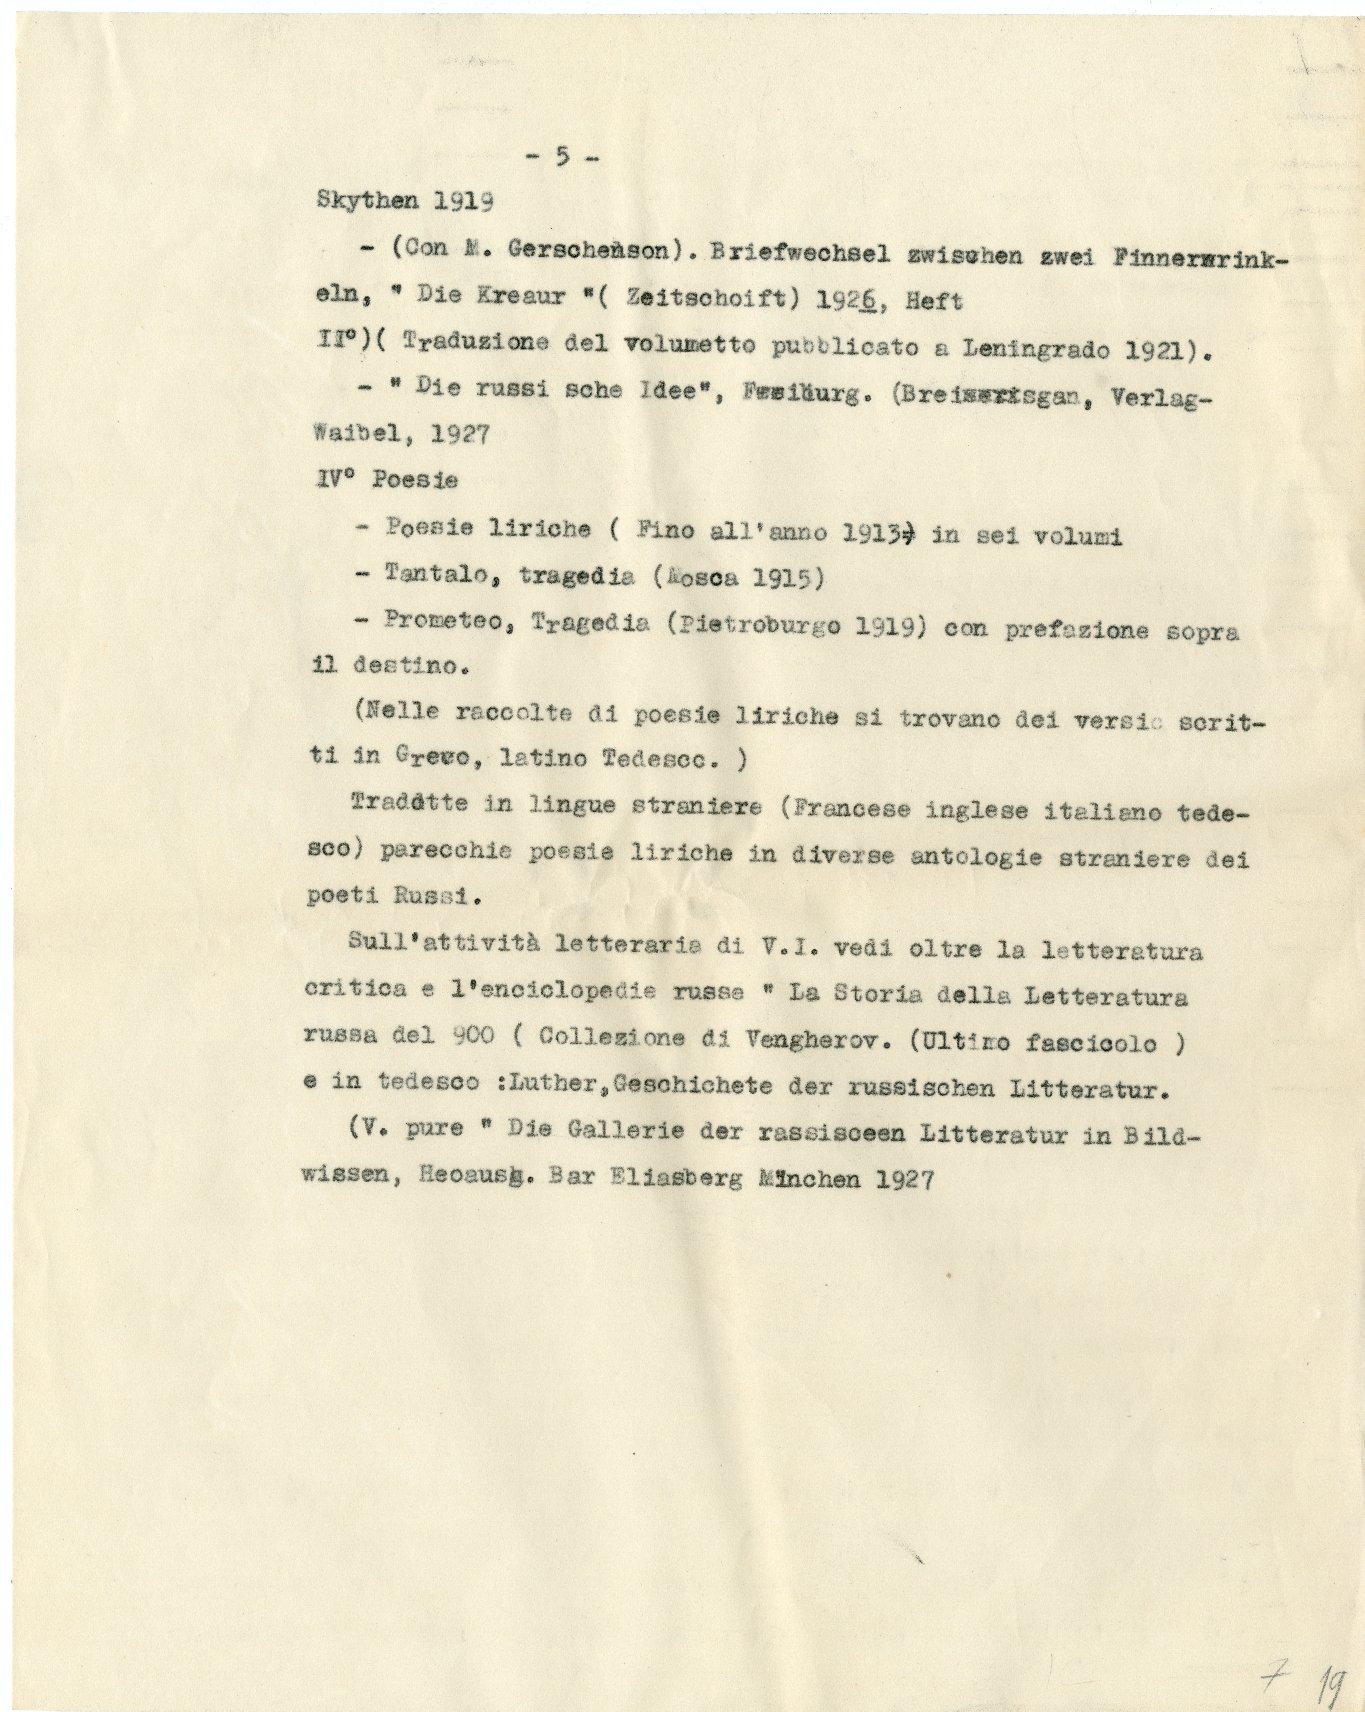 - 5 -
Skythen 1919
- (Con M. Gerschenson). Briefwechsel zwischen zwei Zinnerwrink-
eln, " Die Kreaur "( Zeitschoift) 1926, Heft
II°)( Traduzione del volumetto pubblicato a Leningrado 1921).
- " Die russi sche Idee", . ( Verlag-
Waibel, 1927
IV° Poesie
- Poesie liriche ( Fino all'anno 1913) in sei volumi
- Tantalo, tragedia (Mosca 1915)
- Prometeo, Tragedia (Pietroburgo 1919) con prefazione sopra
il destino.
(Nelle raccolte di poesie liriche si trovano dei versi scrit-
ti in Greco, latino Tedesco. )
Tradotte in lingue straniere (Francese inglese italiano tede-
sco) parecchie poesie liriche in diverse antologie straniere dei
poeti Russi.
Sull'attività letteraria di V.I. vedi oltre la letteratura
critica e l'enciclopedie russe " La Storia della Letteratura
russa del 900 ( Collezione di Vengherov. (Ultimo fascicolo )
e in tedesco :Luther,Geschichete der russischen Litteratur.
(V. pure " Die Gallerie der rassisceen Litteratur in Bild-
wissen, Heoausg. Bar Eliasberg München 1927
7 19